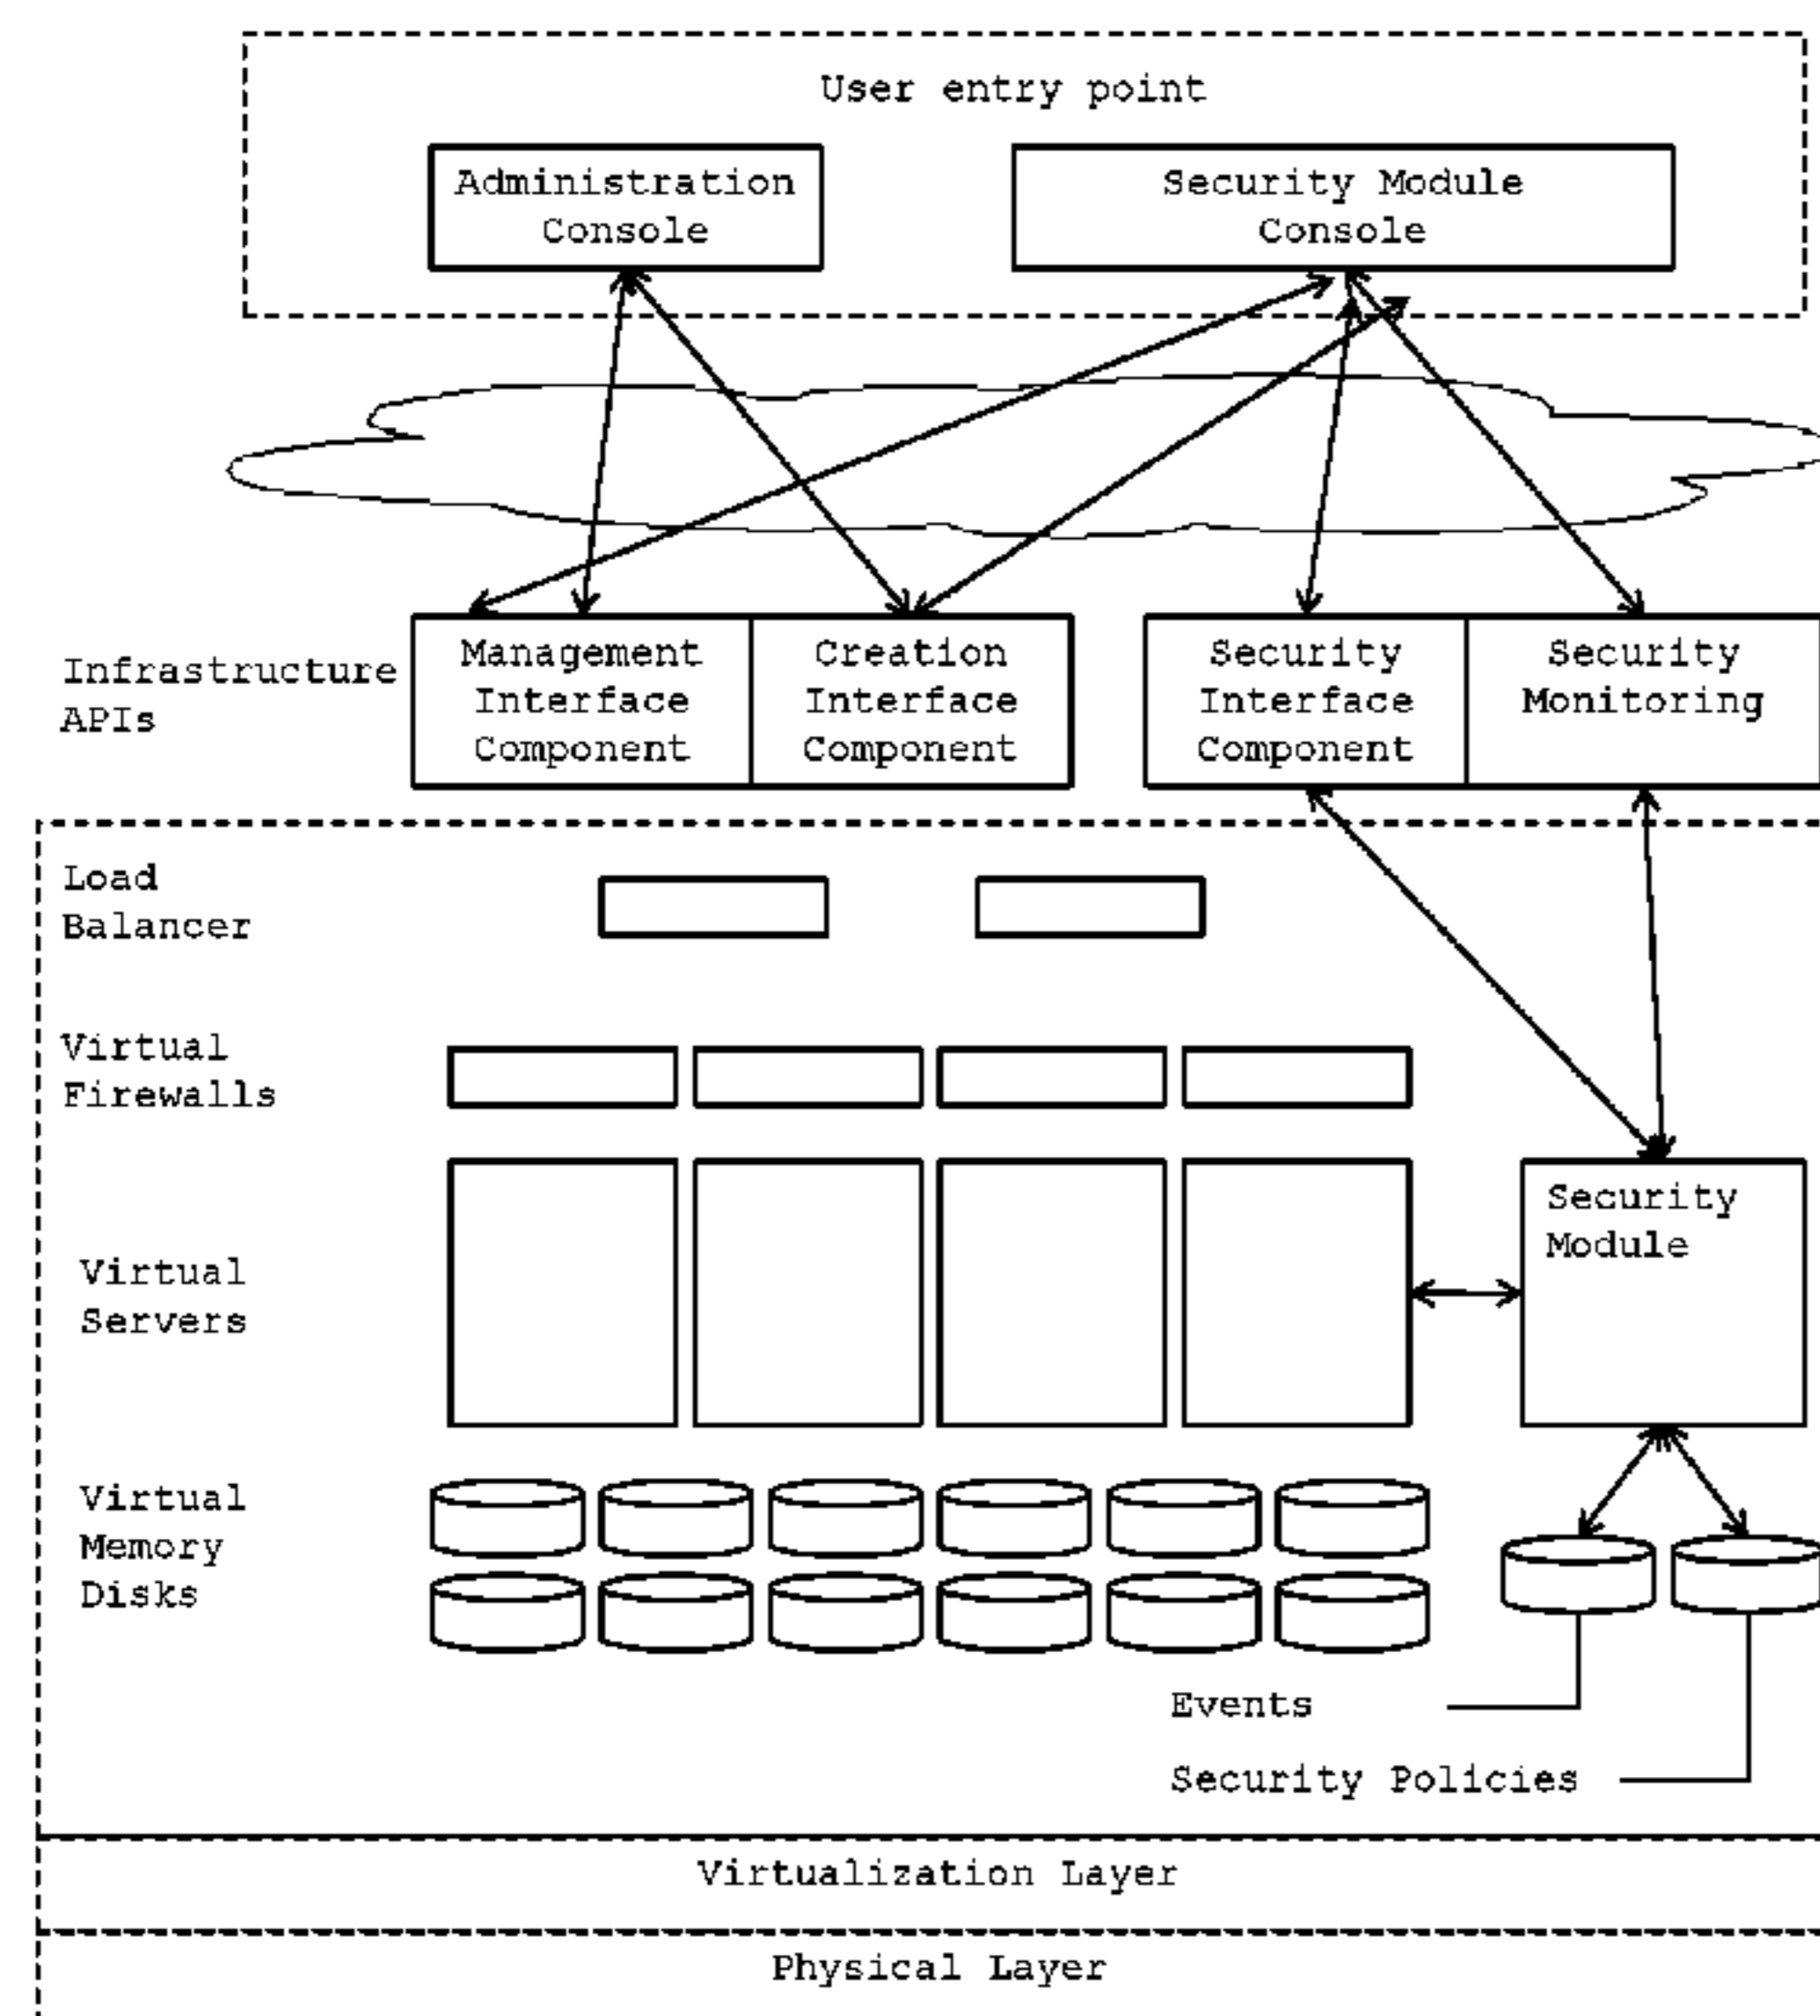 User entry point
Administration
Console
Security Module
Console
Infrastructure
APIs
Management
Interface
Component
Creation
Interface
Component
Security
Interface
Component
Security
Monitoring
Load
Balancer
Virtual
Firewalls
Virtual
Servers
Security
Module
Virtual
Memory
Disks
Events
Security Policies
Virtualization Layer
Physical Layer